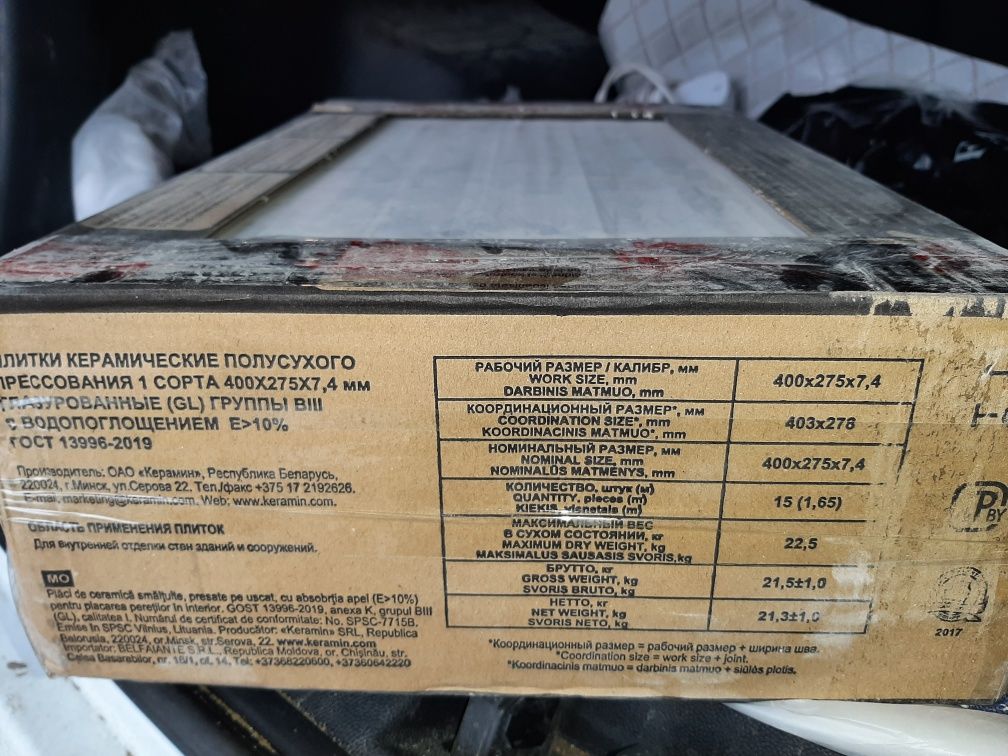 ПЛИТКИ КЕРАМИЧЕСКИЕ ПОЛУСУХОГО
ПРЕССОВАНИЯ 1 СОРТА 400Х275Х7,4 мм
ГЛАЗУРОВАННЫЕ (GL) ГРУППЫ BIII
с ВОДОПОГЛОЩЕНИЕМ E>10%
ГОСТ 13996-2019
Производитель: ОАО «Керамин», Республика Беларусь,
220024, г.Минск, ул.Серова 22. Тел./факс +375 17 2192626.
E-mail, marketing@keramin.com, Web: www.keramin.com.
ОБЛАСТЬ ПРИМЕНЕНИЯ ПЛИТОК
Для внутренней отделки стен зданий и сооружений.
MO
Plăci de ceramică smălțuite, presate pe uscat, cu absorbția apei (E>10%)
pentru placarea pereților în interior. GOST 13996-2019, anexa K, grupul BIII
(GL), calitatea I, Numărul de certificat de conformitate: No. SPSC-7715B.
Emise în SPSC Vilnius, Lituania. Producător: «Keramin» SRL, Republica
Belorusia, 220024, or.Minsk, str.Serova, 22. www.keramin.com
Importator: BELFAIANTE S.R.L., Republica Moldova, or. Chișinău, str.
Calea Basarabilor, nr. 18/1, of. 14, Tel: +37368220600, +37360642220
РАБОЧИЙ РАЗМЕР / КАЛИБР, мм
WORK SIZE, mm
DARBINIS MATMUO, mm
400x275x7,4
КООРДИНАЦИОННЫЙ РАЗМЕР*, мм
COORDINATION SIZE*, mm
KOORDINACINIS MATMUO*, mm
403x278
НОМИНАЛЬНЫЙ РАЗМЕР, мм
NOMINAL SIZE, mm
NOMINALŪS MATMENYS, mm
400x275x7,4
КОЛИЧЕСТВО, штук (м)
QUANTITY, pieces (m)
KIEKIS, vienetais (m)
15 (1,65)
МАКСИМАЛЬНЫЙ ВЕС
В СУХОМ СОСТОЯНИИ, кг
MAXIMUM DRY WEIGHT, kg
MAKSIMALUS SAUSASIS SVORIS, kg
22,5
БРУТТО, кг
GROSS WEIGHT, kg
SVORIS BRUTO, kg
21,5±1,0
НЕТТО, кг
NET WEIGHT, kg
SVORIS NETO, kg
21,3±1,0
*Координационный размер = рабочий размер + ширина шва.
*Coordination size = work size + joint.
*Koordinacinis matmuo = darbinis matmuo + siūlės plotis.
BY
2017